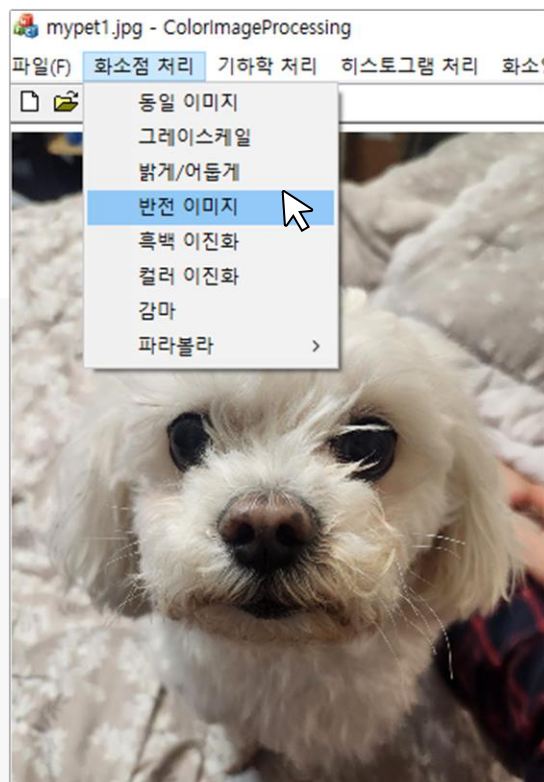 mypet1.jpg - ColorImageProcessing
파일(F) 화소점 처리 기하학 처리 히스토그램 처리 화소
동일 이미지
그레이스케일
밝게/어둡게
반전 이미지
흑백 이진화
컬러 이진화
감마
파라볼라